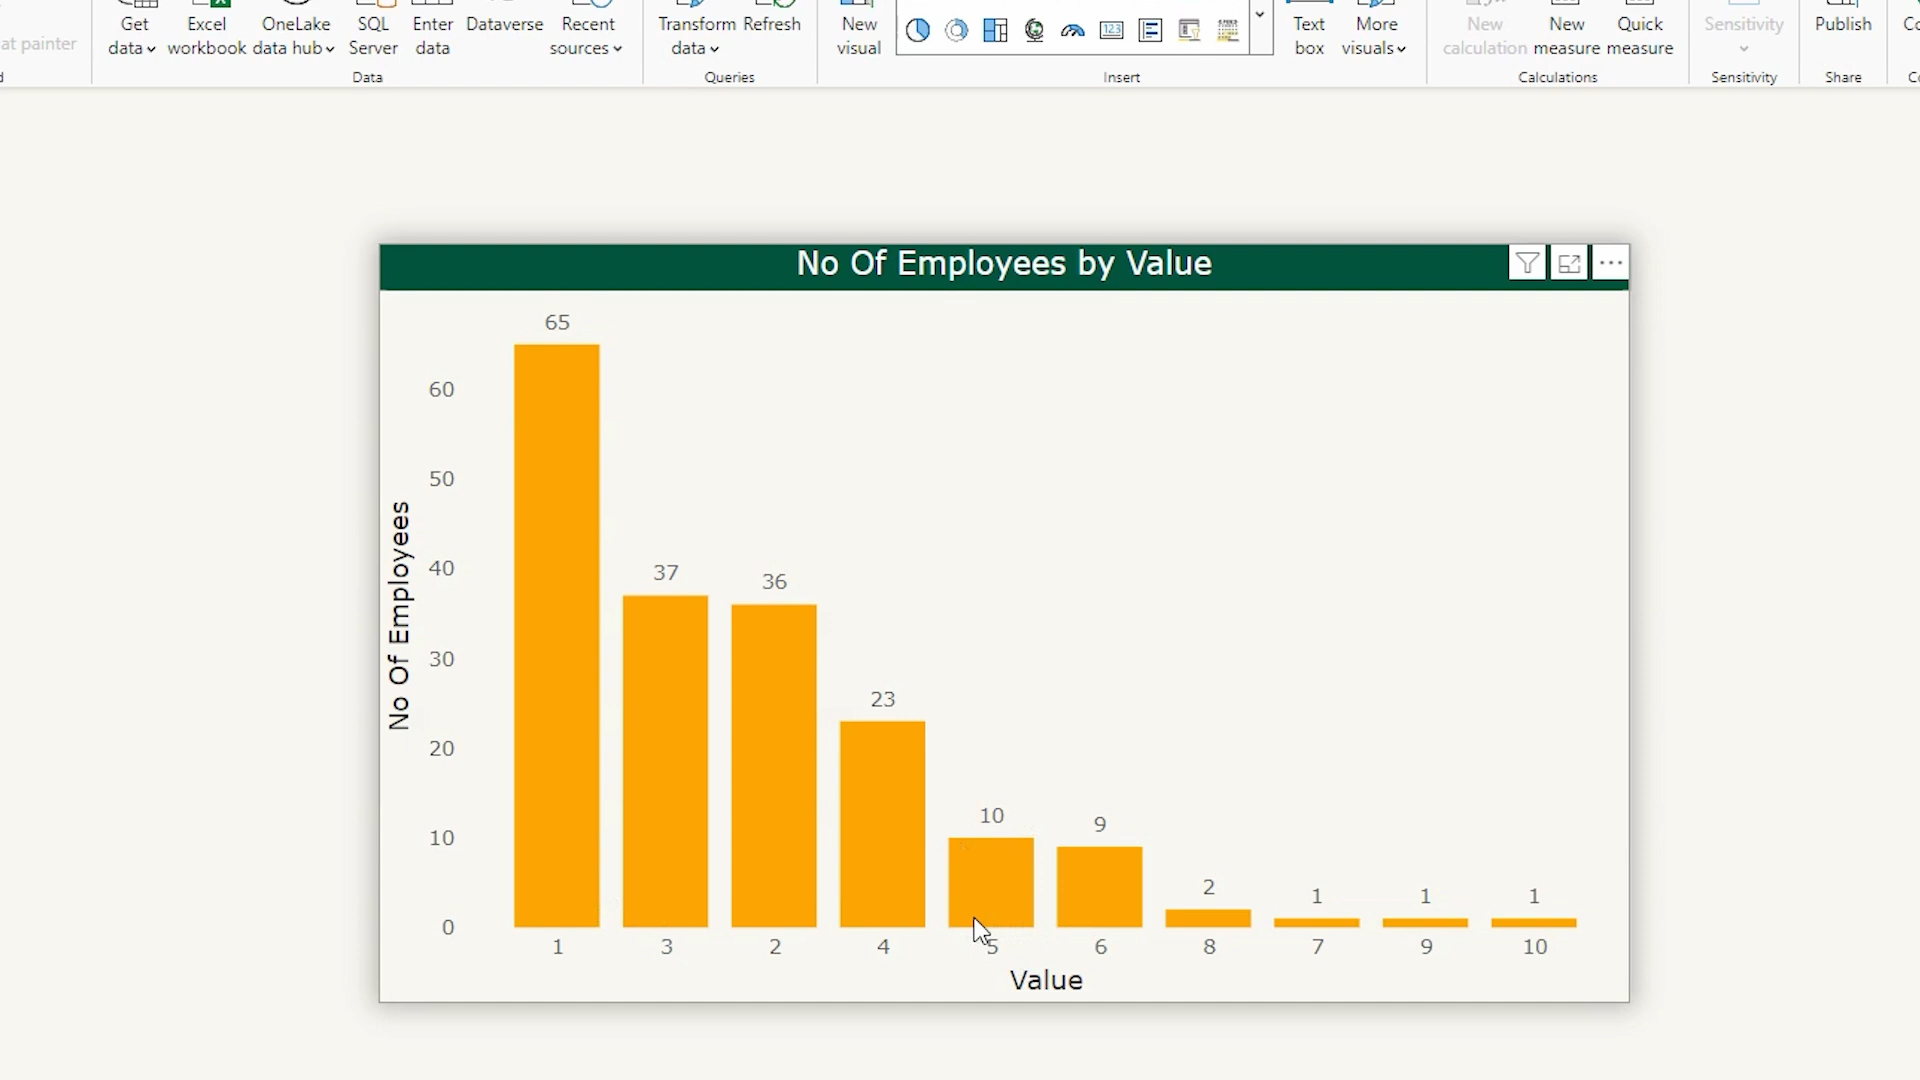 at painter
Get data
Excel workbook
OneLake data hub
SQL Server
Enter data
Dataverse
Recent sources
Data
Transform data
Refresh
Queries
New visual
123
Insert
Text box
More visuals
New calculation
New measure
Quick measure
Calculations
Sensitivity
Sensitivity
Publish
Share
No Of Employees by Value
65
37
36
23
10
9
2
1
1
1
60
50
40
30
20
10
0
No Of Employees
1 3 2 4 5 6 8 7 9 10
Value